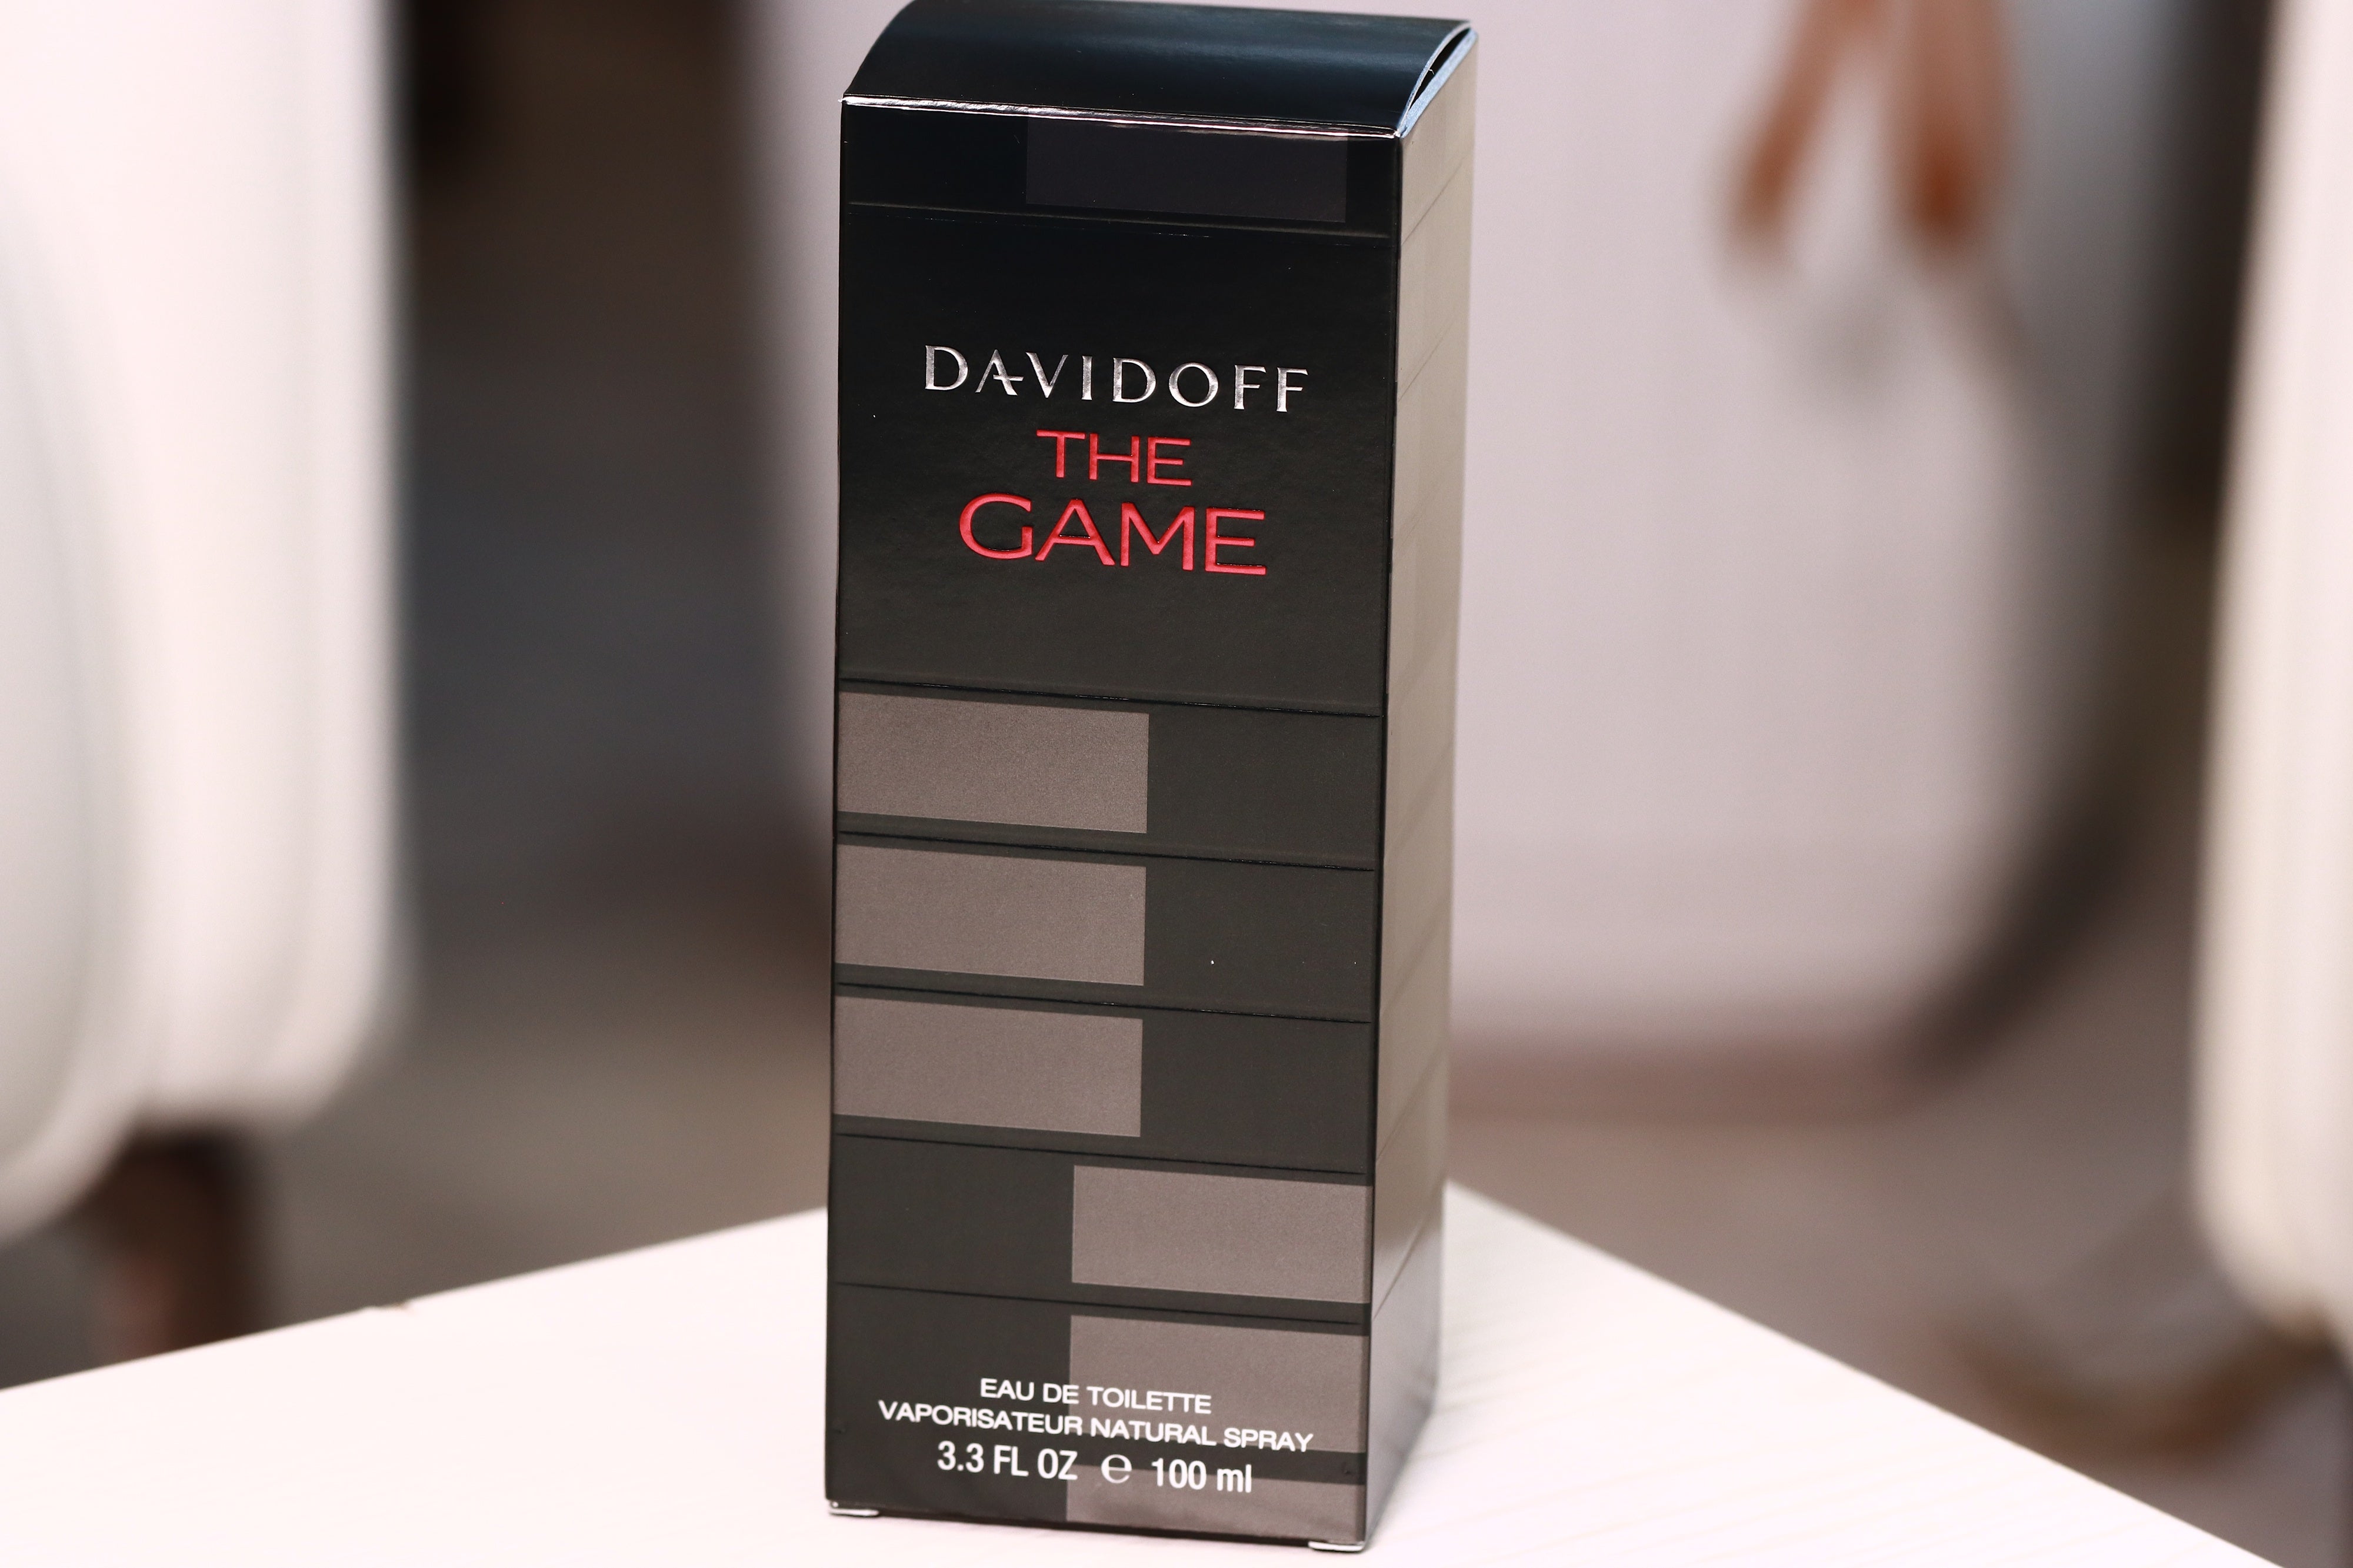 DAVIDOFF
THE
GAME
EAU DE TOILETTE
VAPORISATEUR NATURAL SPRAY
3.3 FL OZ ℮ 100 ml